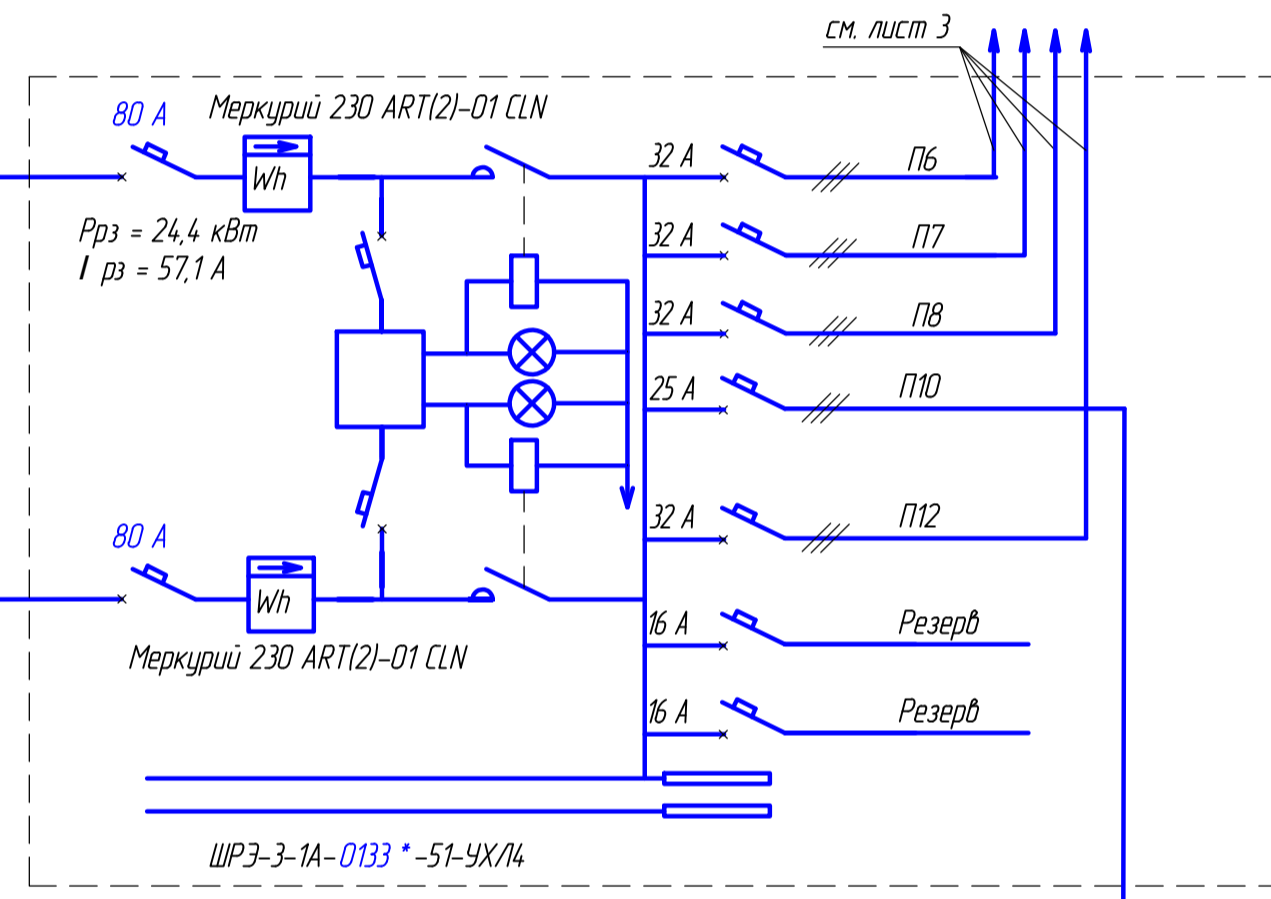 см. лист 3
80 А
Меркурий 230 ART(2)-01 CLN
Wh
Ррз = 24,4 кВт
I рз = 57,1 А
32 А
П6
32 А
П7
32 А
П8
25 А
П10
32 А
П12
80 А
Wh
Меркурий 230 ART(2)-01 CLN
16 А
Резерв
16 А
Резерв
ШРЭ-3-1А-0133 *-51-УХЛ4